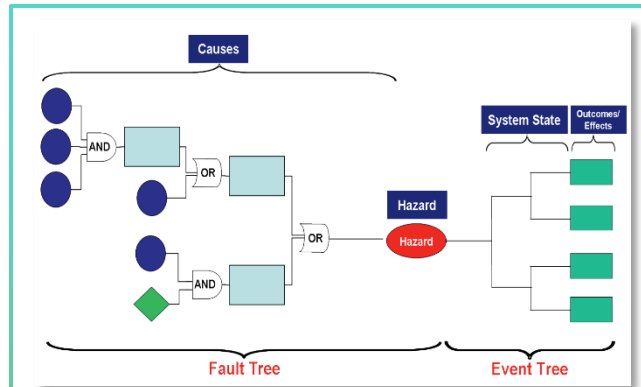 Causes
System State
Outcomes/
Effects
AND
OR
Hazard
OR
Hazard
AND
Fault Tree
Event Tree